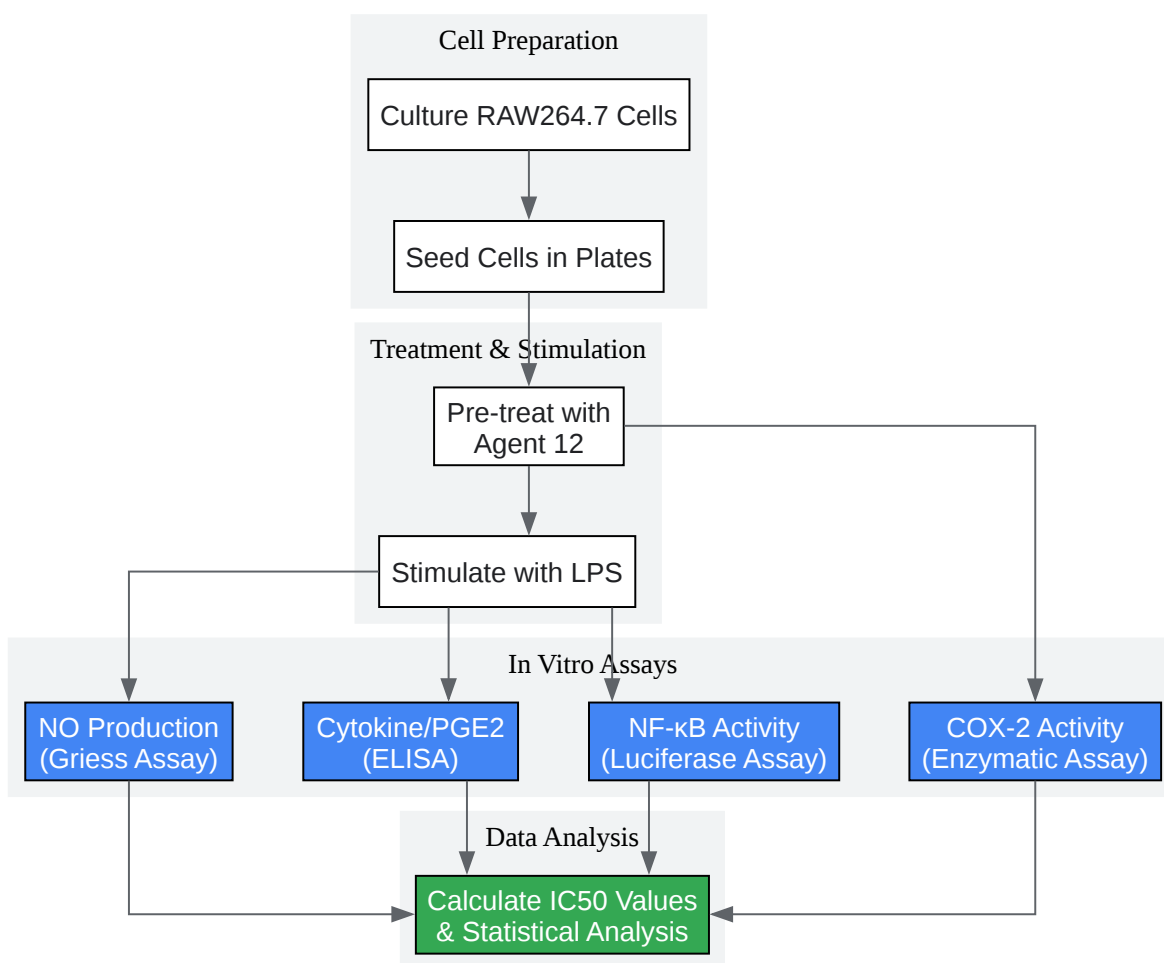 Cell Preparation
Culture RAW264.7 Cells
Seed Cells in Plates
Treatment & Stimulation
Pre-treat with
Agent 12
Stimulate with LPS
In Vitro Assays
NO Production
(Griess Assay)
Cytokine/PGE2
(ELISA)
NF-κB Activity
(Luciferase Assay)
COX-2 Activity
(Enzymatic Assay)
Data Analysis
Calculate IC50 Values
& Statistical Analysis